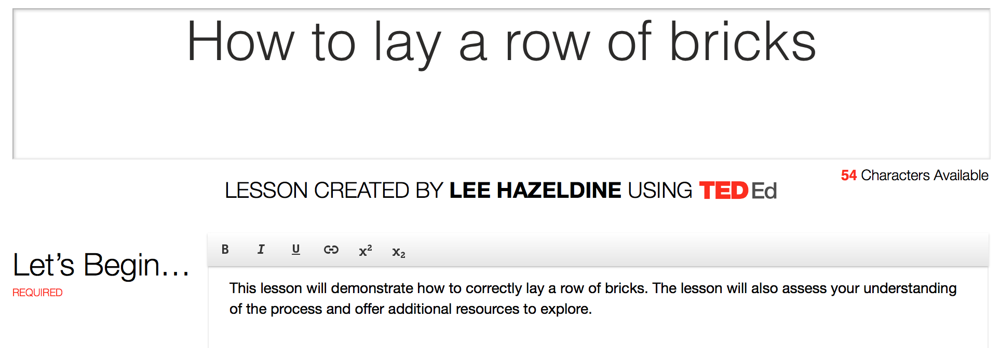 How to lay a row of bricks
54 Characters Available
LESSON CREATED BY LEE HAZELDINE USING TED Ed
Let’s Begin...
REQUIRED
B I U x² x₂
This lesson will demonstrate how to correctly lay a row of bricks. The lesson will also assess your understanding
of the process and offer additional resources to explore.